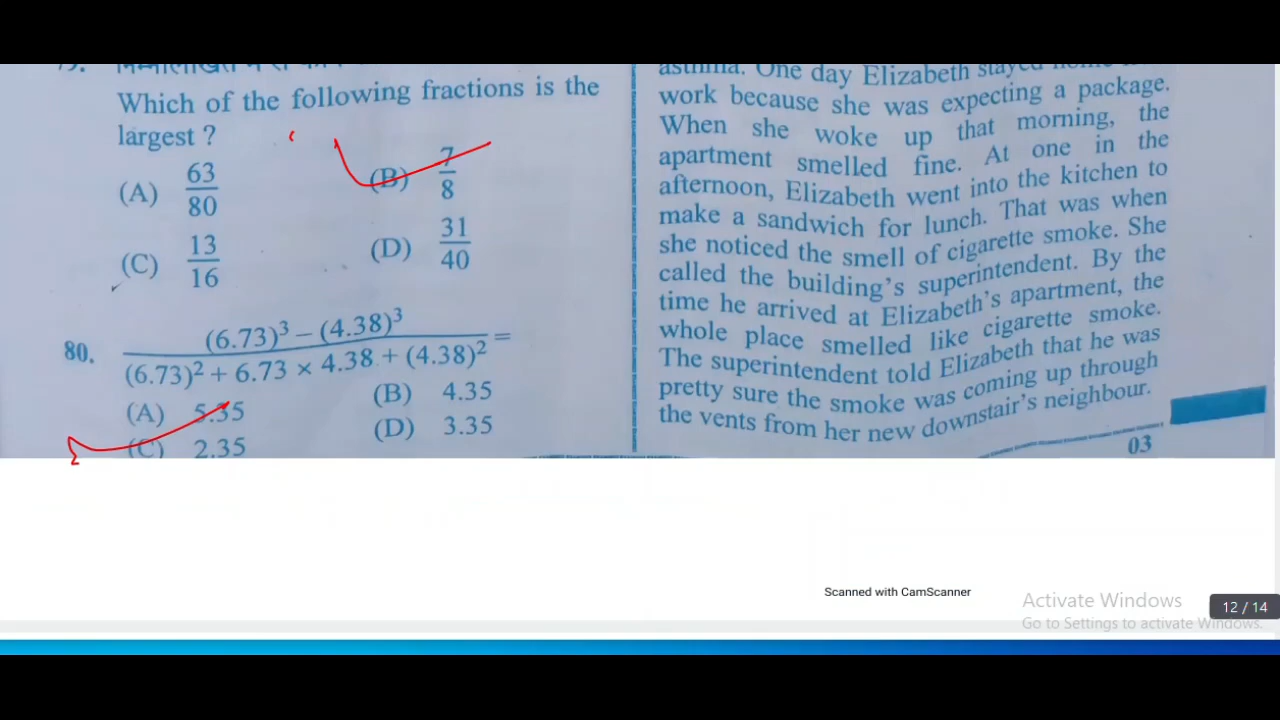 79. निम्नलिखित में से
Which of the following fractions is the
largest ?
(A) 63/80 (B) 7/8
(C) 13/16 (D) 31/40
80. (6.73)³ – (4.38)³ / (6.73)² + 6.73 × 4.38 + (4.38)² =
(A) 5.35 (B) 4.35
(C) 2.35 (D) 3.35
asthma. One day Elizabeth stayed home
work because she was expecting a package.
When she woke up that morning, the
apartment smelled fine. At one in the
afternoon, Elizabeth went into the kitchen to
make a sandwich for lunch. That was when
she noticed the smell of cigarette smoke. She
called the building's superintendent. By the
time he arrived at Elizabeth's apartment, the
whole place smelled like cigarette smoke.
The superintendent told Elizabeth that he was
pretty sure the smoke was coming up through
the vents from her new downstair's neighbour.
03
Scanned with CamScanner
Activate Windows
Go to Settings to activate Windows.
12 / 14